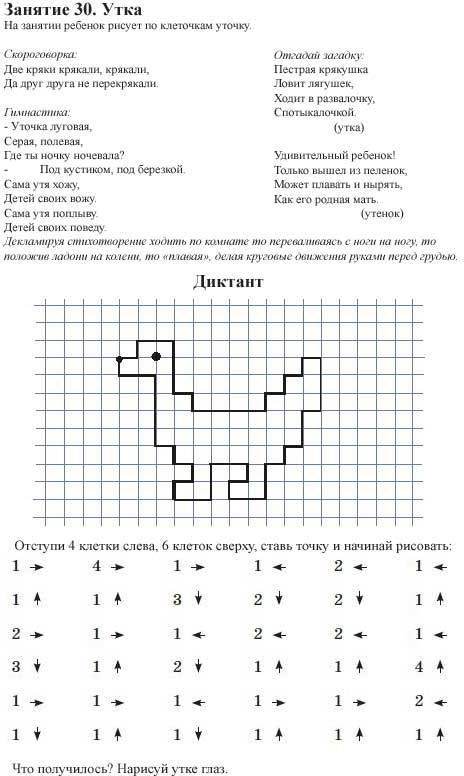 Занятие 30. Утка
На занятии ребенок рисует по клеточкам уточку.
Скороговорка:
Две кряки крякали, крякали,
Да друг друга не перекрякали.
Гимнастика:
- Уточка луговая,
Серая, полевая,
Где ты ночку ночевала?
- Под кустиком, под березкой.
Сама утя хожу,
Детей своих вожу.
Сама утя поплыву.
Детей своих поведу.
Отгадай загадку:
Пестрая крякушка
Ловит лягушек,
Ходит в развалочку,
Спотыкалочкой.
(утка)
Удивительный ребенок!
Только вышел из пеленок,
Может плавать и нырять,
Как его родная мать.
(утенок)
Декламируя стихотворение ходить по комнате то переваливаясь с ноги на ногу, то
положив ладони на колени, то «плавая», делая круговые движения руками перед грудью.
Диктант
Отступи 4 клетки слева, 6 клеток сверху, ставь точку и начинай рисовать:
1 → 4 → 1 → 1 ← 2 ← 1 ←
1 ↑ 1 ↑ 3 ↓ 2 ↓ 2 ↓ 1 ↑
2 → 1 → 1 ← 2 ← 2 ← 1 ←
3 ↓ 1 ↑ 2 ↓ 1 ↑ 1 ↑ 4 ↑
1 → 1 → 1 ← 1 → 1 → 2 ←
1 ↓ 1 ↑ 1 ↓ 1 ↑ 1 ↑ 1 ↑
Что получилось? Нарисуй утке глаз.